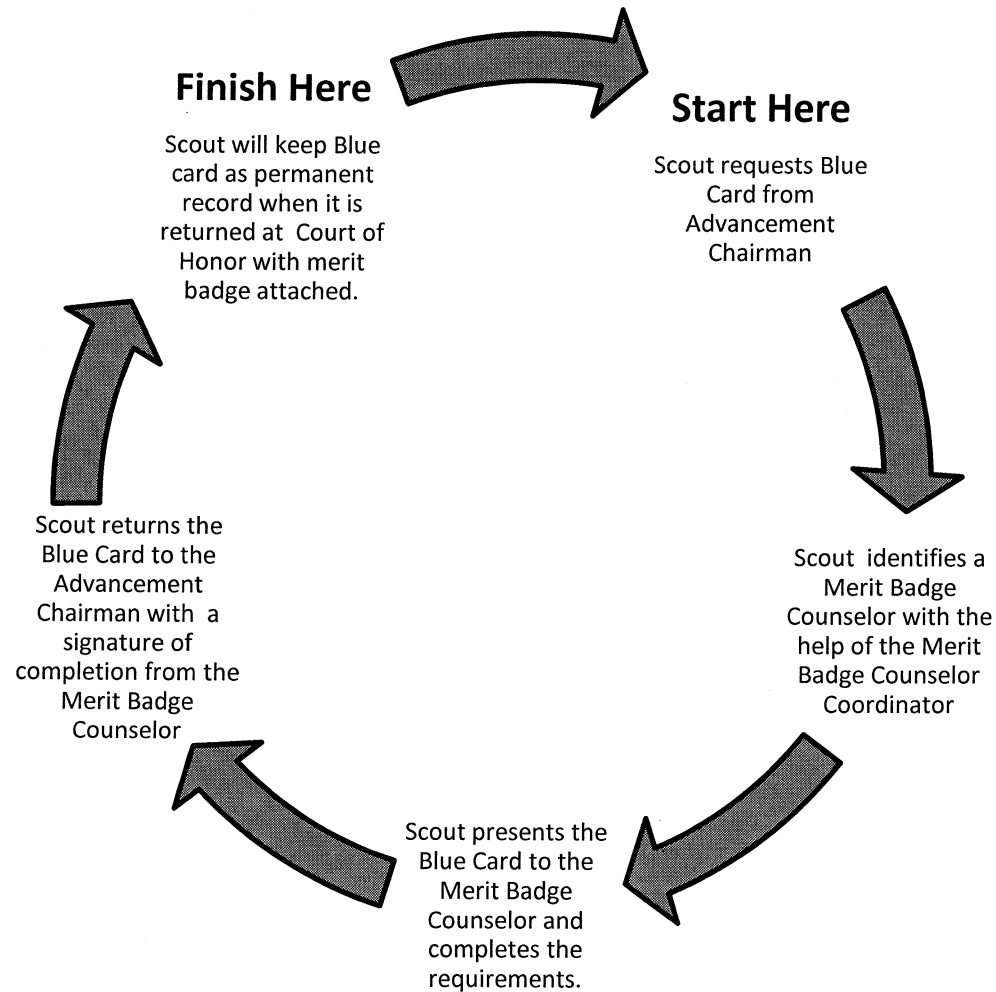 Start Here
Scout requests Blue
Card from
Advancement
Chairman
Scout identifies a
Merit Badge
Counselor with the
help of the Merit
Badge Counselor
Coordinator
Scout presents the
Blue Card to the
Merit Badge
Counselor and
completes the
requirements.
Scout returns the
Blue Card to the
Advancement
Chairman with a
signature of
completion from the
Merit Badge
Counselor
Finish Here
Scout will keep Blue
card as permanent
record when it is
returned at Court of
Honor with merit
badge attached.